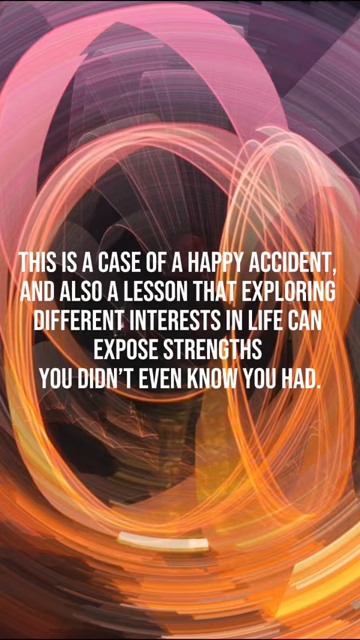 THIS IS A CASE OF A HAPPY ACCIDENT,
AND ALSO A LESSON THAT EXPLORING
DIFFERENT INTERESTS IN LIFE CAN
EXPOSE STRENGTHS
YOU DIDN’T EVEN KNOW YOU HAD.